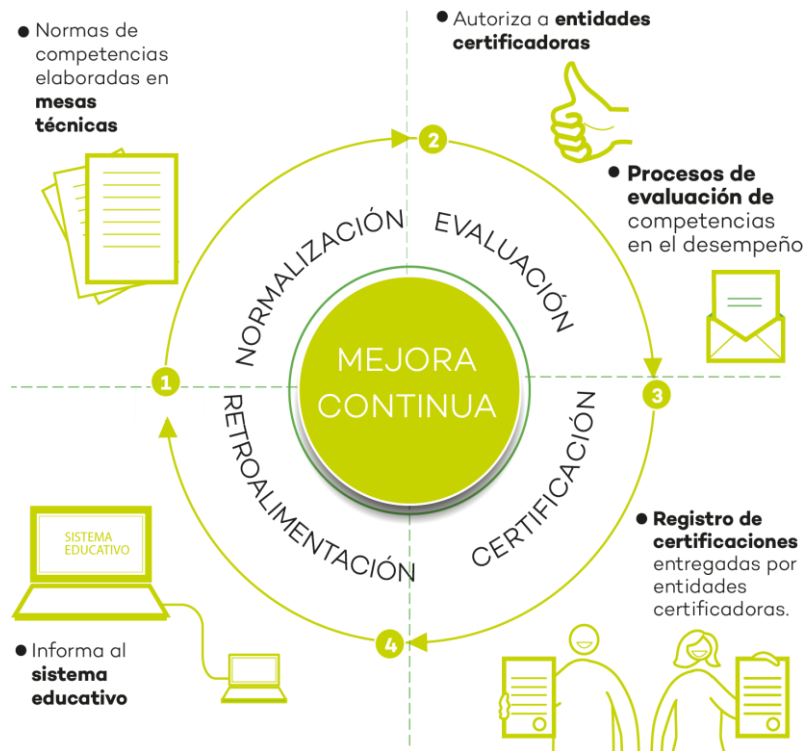 ● Normas de
competencias
elaboradas en
mesas
técnicas
● Autoriza a entidades
certificadoras
● Procesos de
evaluación de
competencias
en el desempeño
1
2
3
4
NORMALIZACIÓN
EVALUACIÓN
CERTIFICACIÓN
RETROALIMENTACIÓN
MEJORA
CONTINUA
● Registro de
certificaciones
entregadas por
entidades
certificadoras.
SISTEMA
EDUCATIVO
● Informa al
sistema
educativo